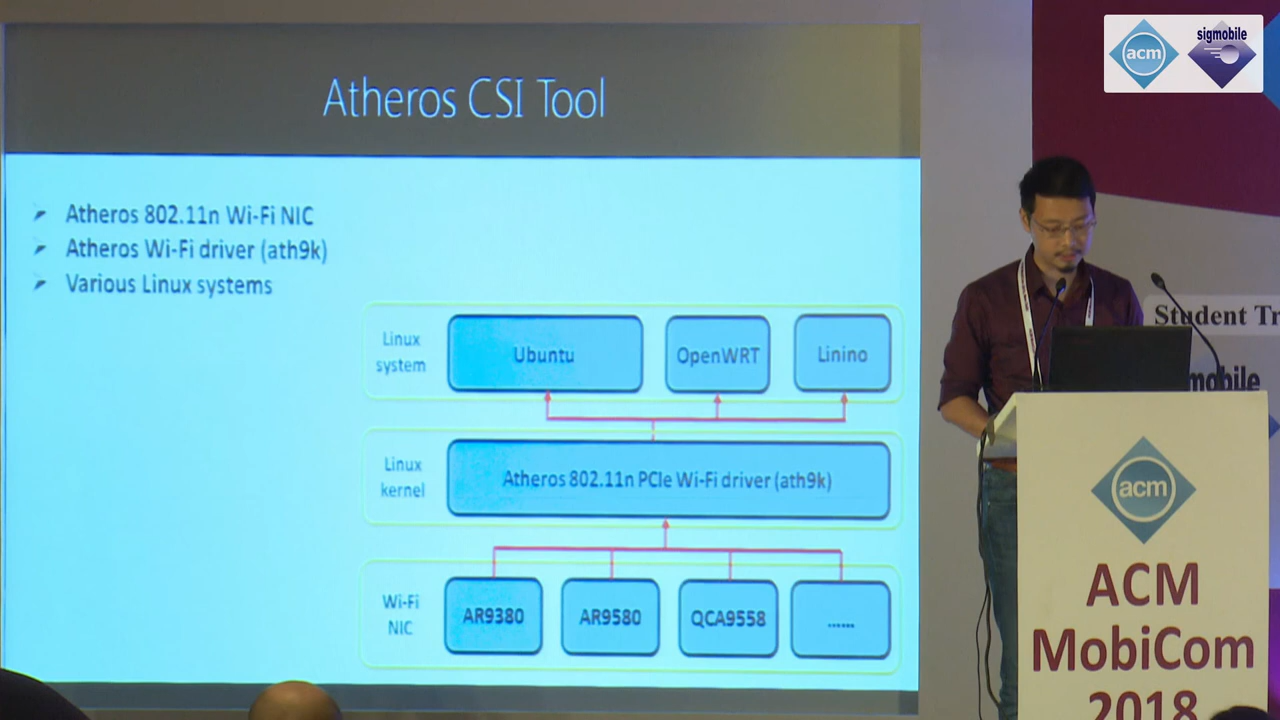 Atheros CSI Tool
Atheros 802.11n Wi-Fi NIC
Atheros Wi-Fi driver (ath9k)
Various Linux systems
Linux
system
Ubuntu
OpenWRT
Linino
Linux
kernel
Atheros 802.11n PCIe Wi-Fi driver (ath9k)
Wi-Fi
NIC
AR9380
AR9580
QCA9558
......
acm
sigmobile
Student Tr
mobile
acm
ACM
MobiCom
2018